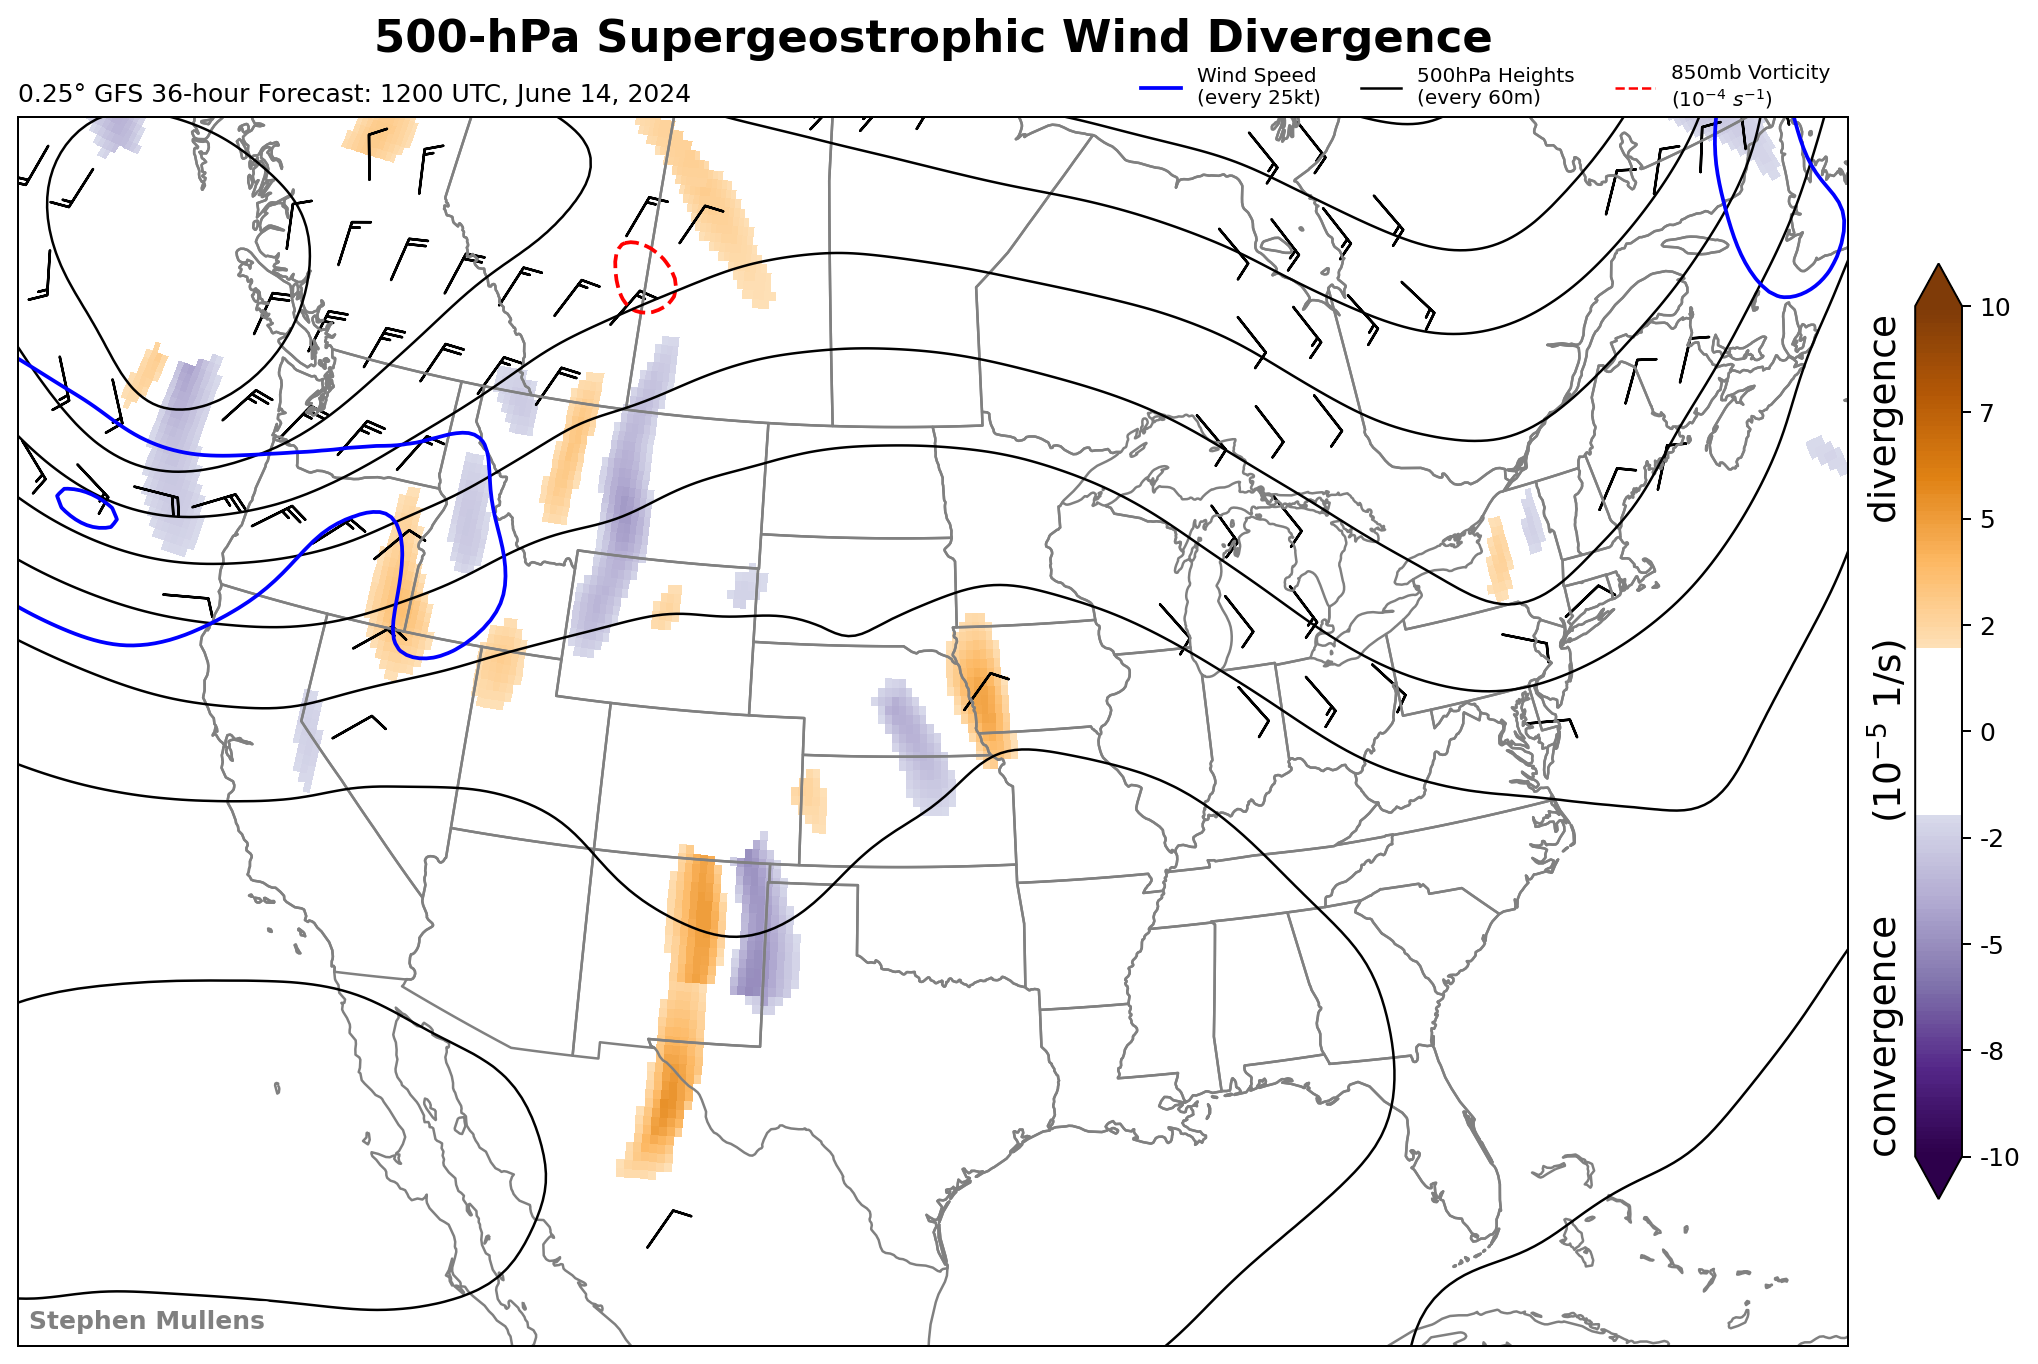 500-hPa Supergeostrophic Wind Divergence
0.25° GFS 36-hour Forecast: 1200 UTC, June 14, 2024
Wind Speed
(every 25kt)
500hPa Heights
(every 60m)
850mb Vorticity
(10⁻⁴ s⁻¹)
convergence (10⁻⁵ 1/s) divergence
10
7
5
2
0
-2
-5
-8
-10
Stephen Mullens